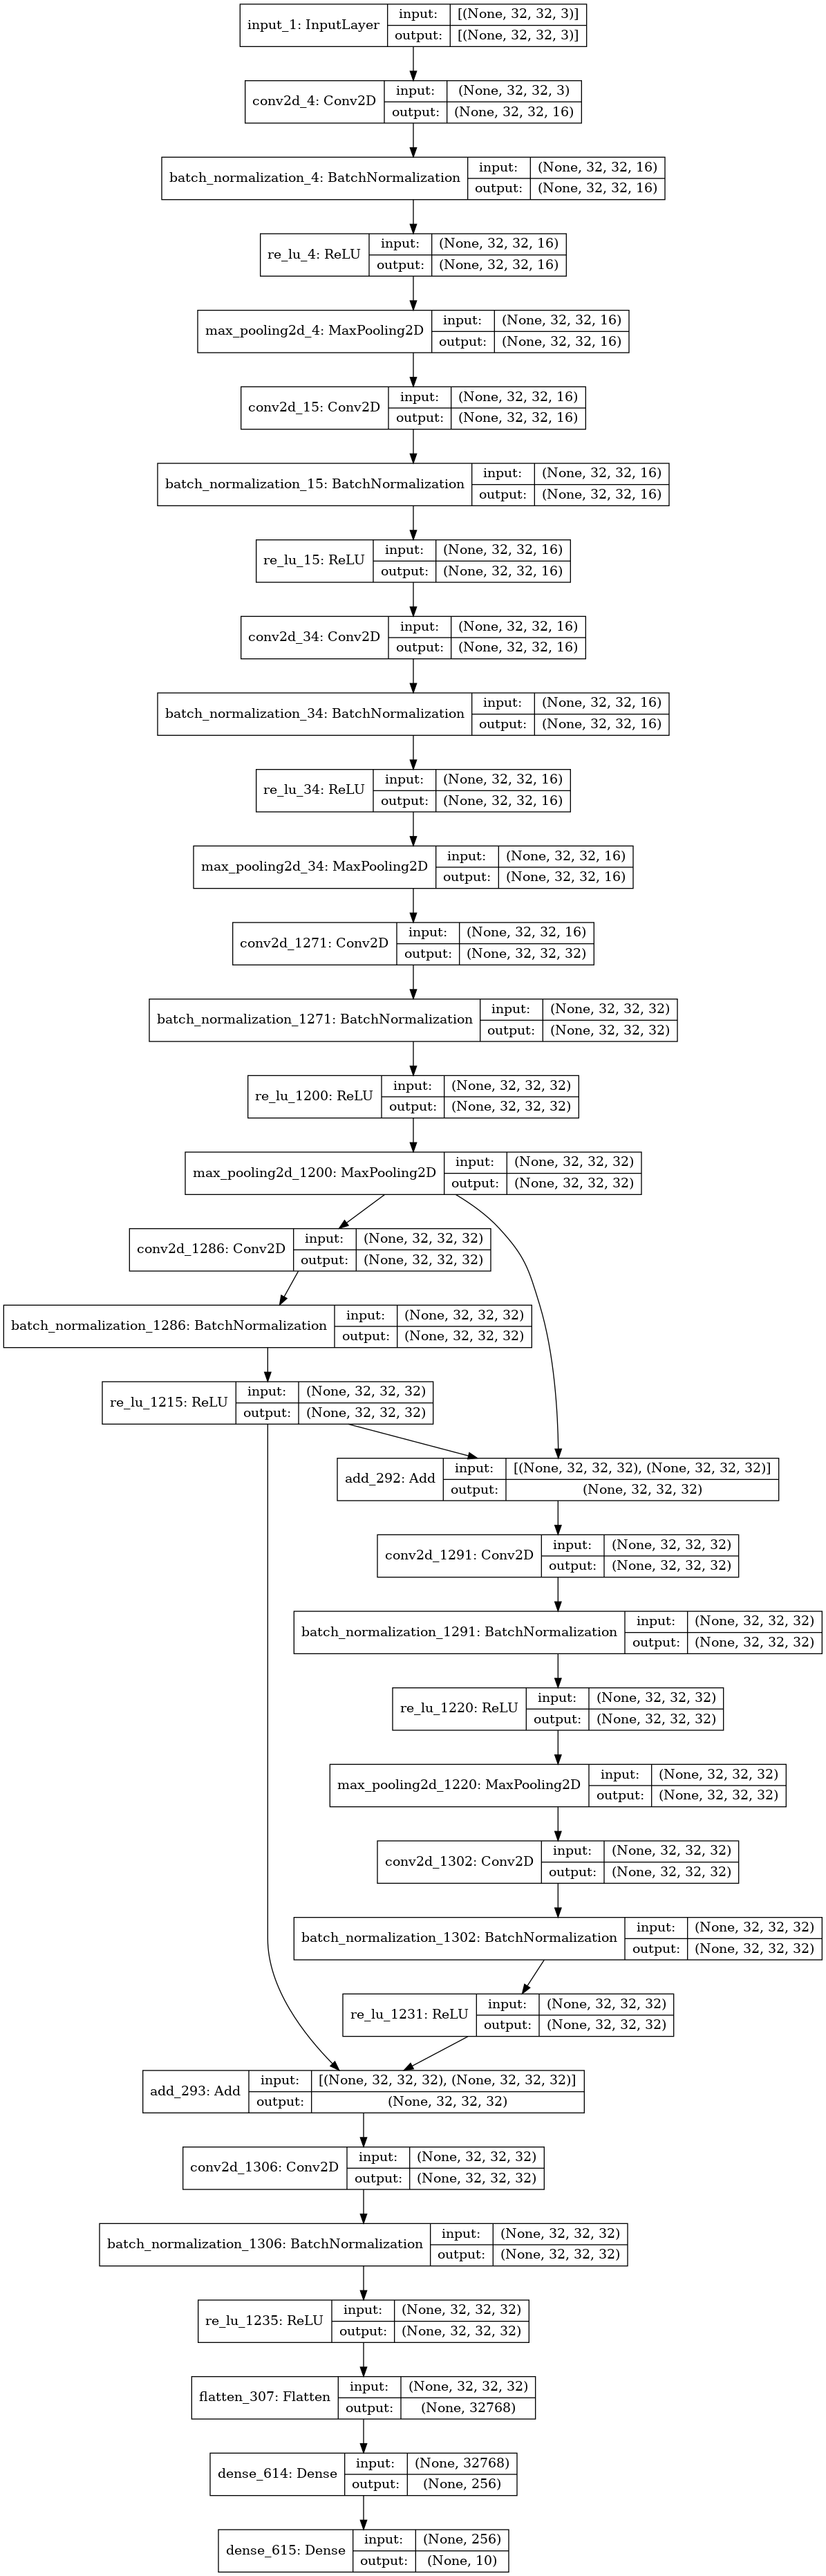 input_1: InputLayer
input: [(None, 32, 32, 3)]
output: [(None, 32, 32, 3)]
conv2d_4: Conv2D
input: (None, 32, 32, 3)
output: (None, 32, 32, 16)
batch_normalization_4: BatchNormalization
input: (None, 32, 32, 16)
output: (None, 32, 32, 16)
re_lu_4: ReLU
input: (None, 32, 32, 16)
output: (None, 32, 32, 16)
max_pooling2d_4: MaxPooling2D
input: (None, 32, 32, 16)
output: (None, 32, 32, 16)
conv2d_15: Conv2D
input: (None, 32, 32, 16)
output: (None, 32, 32, 16)
batch_normalization_15: BatchNormalization
input: (None, 32, 32, 16)
output: (None, 32, 32, 16)
re_lu_15: ReLU
input: (None, 32, 32, 16)
output: (None, 32, 32, 16)
conv2d_34: Conv2D
input: (None, 32, 32, 16)
output: (None, 32, 32, 16)
batch_normalization_34: BatchNormalization
input: (None, 32, 32, 16)
output: (None, 32, 32, 16)
re_lu_34: ReLU
input: (None, 32, 32, 16)
output: (None, 32, 32, 16)
max_pooling2d_34: MaxPooling2D
input: (None, 32, 32, 16)
output: (None, 32, 32, 16)
conv2d_1271: Conv2D
input: (None, 32, 32, 16)
output: (None, 32, 32, 32)
batch_normalization_1271: BatchNormalization
input: (None, 32, 32, 32)
output: (None, 32, 32, 32)
re_lu_1200: ReLU
input: (None, 32, 32, 32)
output: (None, 32, 32, 32)
max_pooling2d_1200: MaxPooling2D
input: (None, 32, 32, 32)
output: (None, 32, 32, 32)
conv2d_1286: Conv2D
input: (None, 32, 32, 32)
output: (None, 32, 32, 32)
batch_normalization_1286: BatchNormalization
input: (None, 32, 32, 32)
output: (None, 32, 32, 32)
re_lu_1215: ReLU
input: (None, 32, 32, 32)
output: (None, 32, 32, 32)
add_292: Add
input: [(None, 32, 32, 32), (None, 32, 32, 32)]
output: (None, 32, 32, 32)
conv2d_1291: Conv2D
input: (None, 32, 32, 32)
output: (None, 32, 32, 32)
batch_normalization_1291: BatchNormalization
input: (None, 32, 32, 32)
output: (None, 32, 32, 32)
re_lu_1220: ReLU
input: (None, 32, 32, 32)
output: (None, 32, 32, 32)
max_pooling2d_1220: MaxPooling2D
input: (None, 32, 32, 32)
output: (None, 32, 32, 32)
conv2d_1302: Conv2D
input: (None, 32, 32, 32)
output: (None, 32, 32, 32)
batch_normalization_1302: BatchNormalization
input: (None, 32, 32, 32)
output: (None, 32, 32, 32)
re_lu_1231: ReLU
input: (None, 32, 32, 32)
output: (None, 32, 32, 32)
add_293: Add
input: [(None, 32, 32, 32), (None, 32, 32, 32)]
output: (None, 32, 32, 32)
conv2d_1306: Conv2D
input: (None, 32, 32, 32)
output: (None, 32, 32, 32)
batch_normalization_1306: BatchNormalization
input: (None, 32, 32, 32)
output: (None, 32, 32, 32)
re_lu_1235: ReLU
input: (None, 32, 32, 32)
output: (None, 32, 32, 32)
flatten_307: Flatten
input: (None, 32, 32, 32)
output: (None, 32768)
dense_614: Dense
input: (None, 32768)
output: (None, 256)
dense_615: Dense
input: (None, 256)
output: (None, 10)